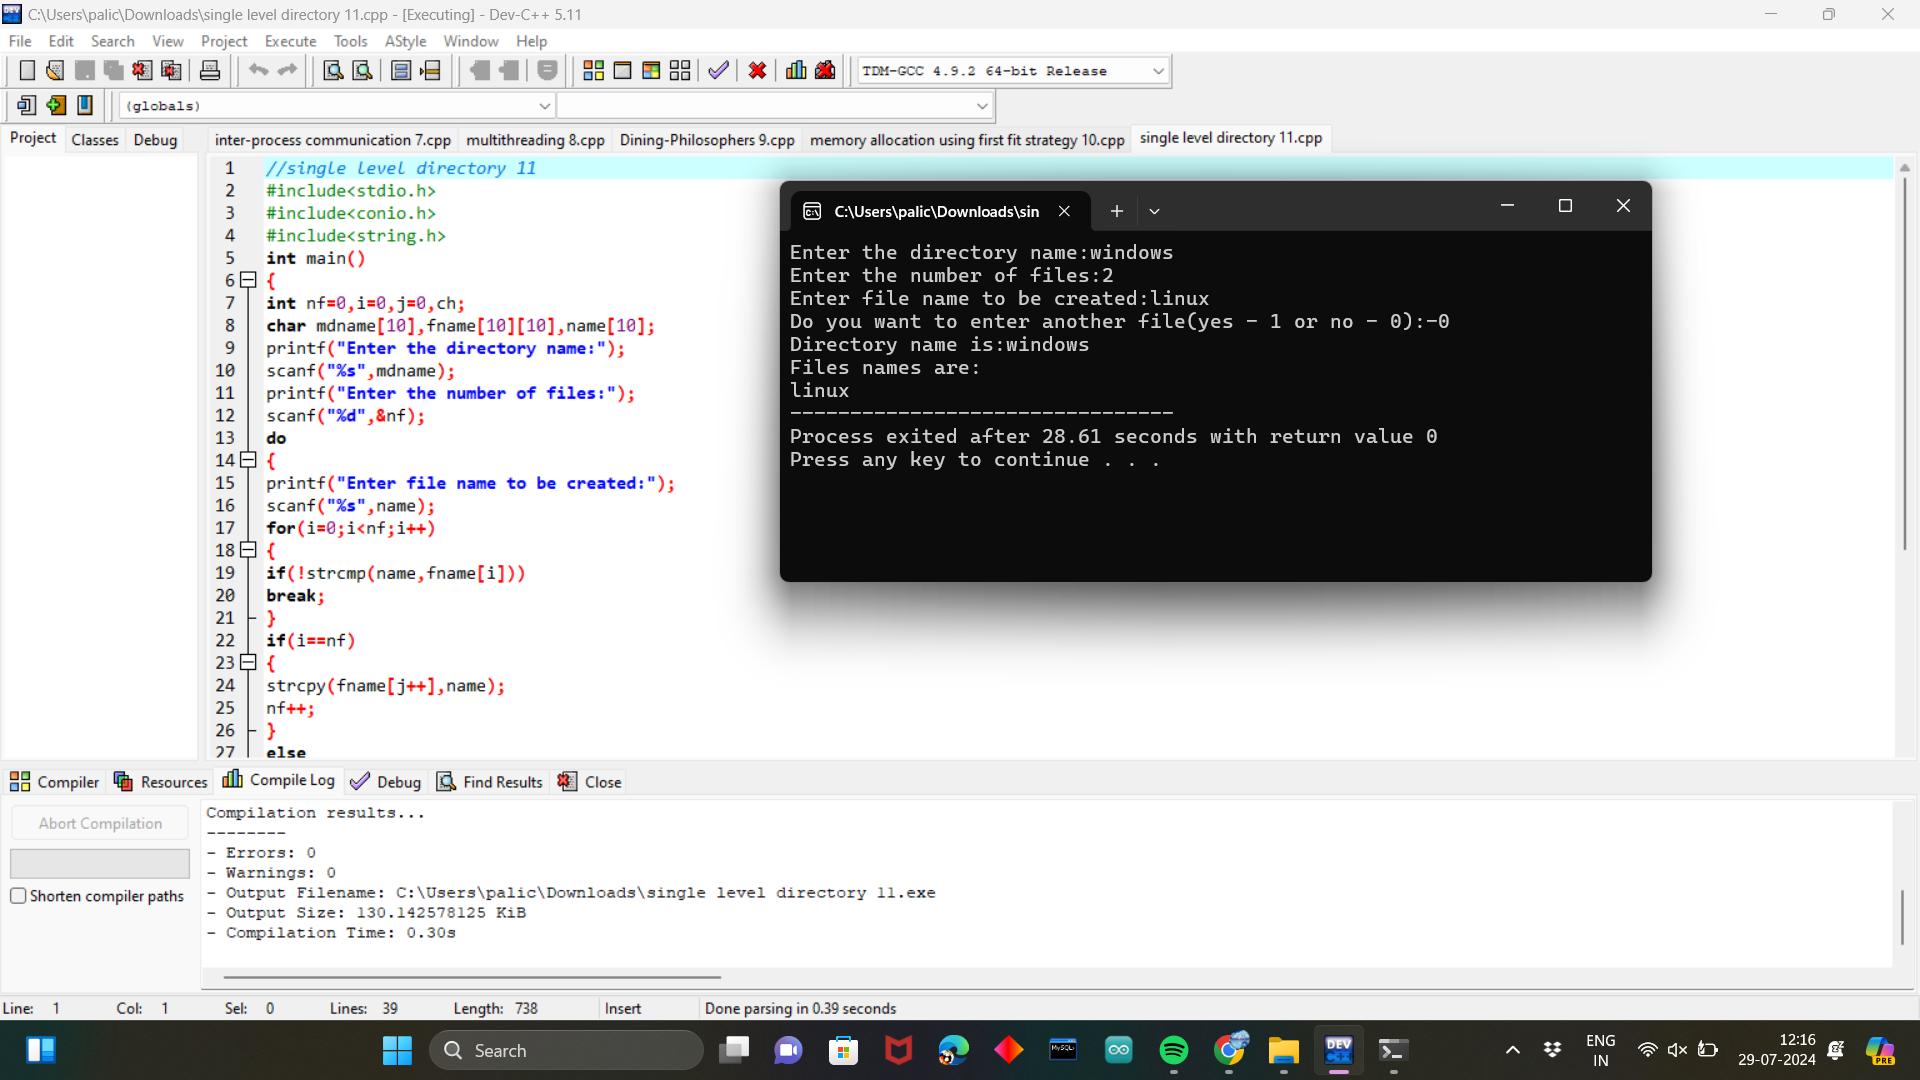 C:\Users\palic\Downloads\single level directory 11.cpp - [Executing] - Dev-C++ 5.11
File Edit Search View Project Execute Tools AStyle Window Help
TDM-GCC 4.9.2 64-bit Release
(globals)
Project Classes Debug
inter-process communication 7.cpp multithreading 8.cpp Dining-Philosophers 9.cpp memory allocation using first fit strategy 10.cpp single level directory 11.cpp
1 //single level directory 11
2 #include<stdio.h>
3 #include<conio.h>
4 #include<string.h>
5 int main()
6 {
7 int nf=0,i=0,j=0,ch;
8 char mdname[10],fname[10][10],name[10];
9 printf("Enter the directory name:");
10 scanf("%s",mdname);
11 printf("Enter the number of files:");
12 scanf("%d",&nf);
13 do
14 {
15 printf("Enter file name to be created:");
16 scanf("%s",name);
17 for(i=0;i<nf;i++)
18 {
19 if(!strcmp(name,fname[i]))
20 break;
21 }
22 if(i==nf)
23 {
24 strcpy(fname[j++],name);
25 nf++;
26 }
27 else
C:\Users\palic\Downloads\sin
Enter the directory name:windows
Enter the number of files:2
Enter file name to be created:linux
Do you want to enter another file(yes - 1 or no - 0):-0
Directory name is:windows
Files names are:
linux
--------------------------------
Process exited after 28.61 seconds with return value 0
Press any key to continue . . .
Compiler Resources Compile Log Debug Find Results Close
Abort Compilation
Shorten compiler paths
Compilation results...
--------
- Errors: 0
- Warnings: 0
- Output Filename: C:\Users\palic\Downloads\single level directory 11.exe
- Output Size: 130.142578125 KiB
- Compilation Time: 0.30s
Line: 1 Col: 1 Sel: 0 Lines: 39 Length: 738 Insert Done parsing in 0.39 seconds
Search
MySQL
DEV
C++
ENG
IN
12:16
29-07-2024
PRE